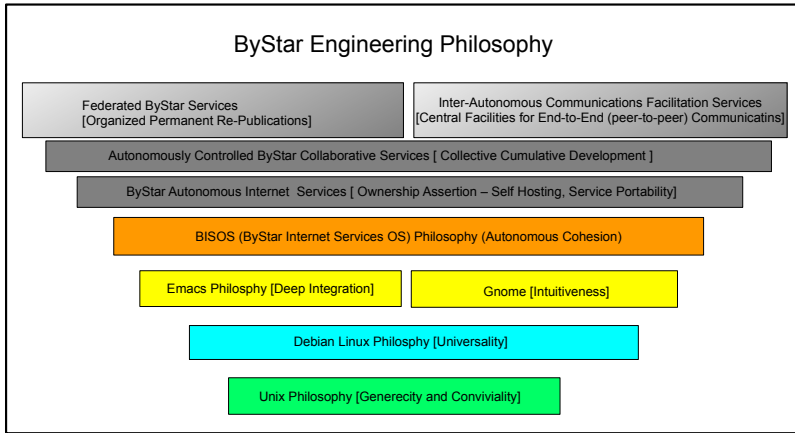 ByStar Engineering Philosophy
Federated ByStar Services
[Organized Permanent Re-Publications]
Inter-Autonomous Communications Facilitation Services
[Central Facilities for End-to-End (peer-to-peer) Communicatins]
Autonomously Controlled ByStar Collaborative Services [ Collective Cumulative Development ]
ByStar Autonomous Internet Services [ Ownership Assertion – Self Hosting, Service Portability]
BISOS (ByStar Internet Services OS) Philosophy (Autonomous Cohesion)
Emacs Philosphy [Deep Integration]
Gnome [Intuitiveness]
Debian Linux Philosphy [Universality]
Unix Philosophy [Generecity and Conviviality]